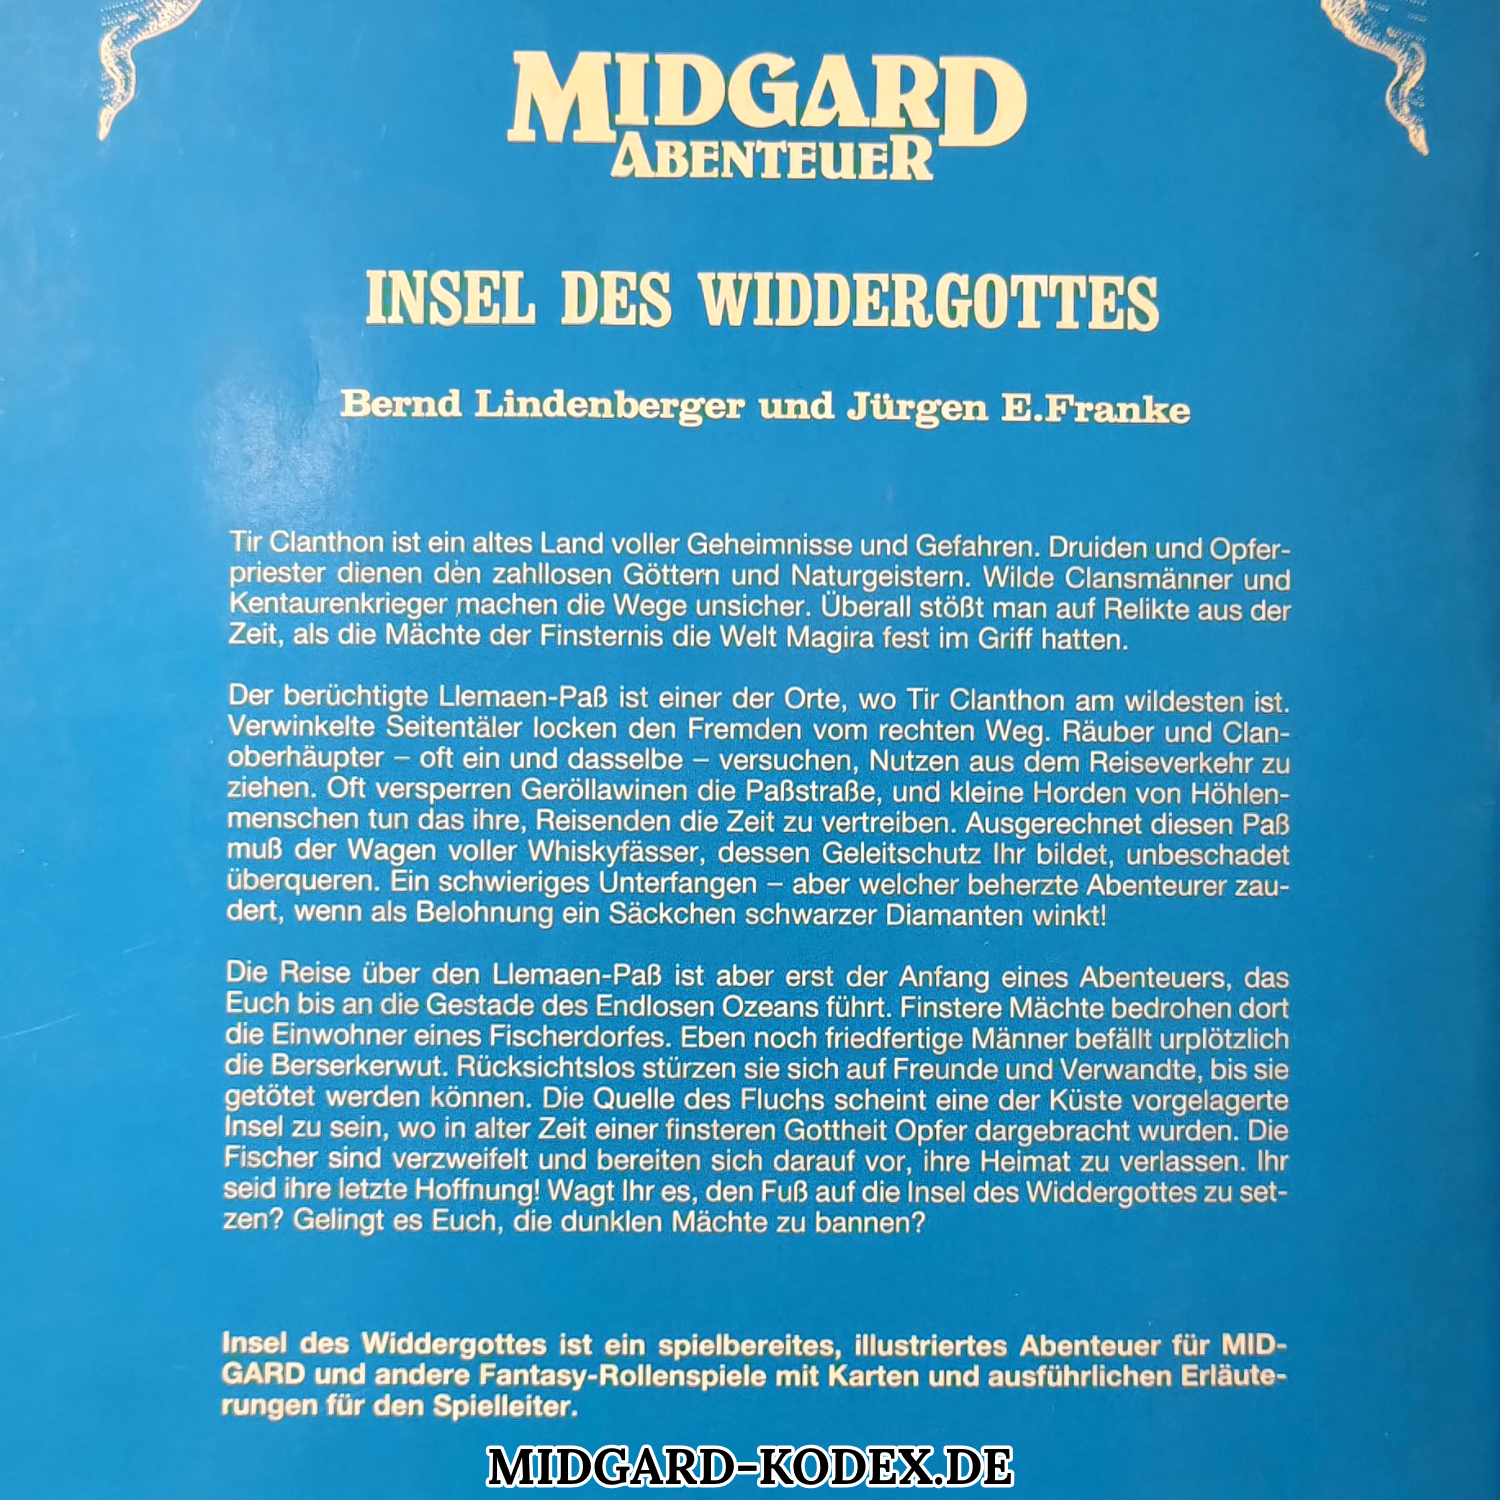 MIDGARD
ABENTEUER
INSEL DES WIDDERGOTTES
Bernd Lindenberger und Jürgen E.Franke
Tir Clanthon ist ein altes Land voller Geheimnisse und Gefahren. Druiden und Opfer-
priester dienen den zahllosen Göttern und Naturgeistern. Wilde Clansmänner und
Kentaurenkrieger machen die Wege unsicher. Überall stößt man auf Relikte aus der
Zeit, als die Mächte der Finsternis die Welt Magira fest im Griff hatten.
Der berüchtigte Llemaen-Paß ist einer der Orte, wo Tir Clanthon am wildesten ist.
Verwinkelte Seitentäler locken den Fremden vom rechten Weg. Räuber und Clan-
oberhäupter – oft ein und dasselbe – versuchen, Nutzen aus dem Reiseverkehr zu
ziehen. Oft versperren Geröllawinen die Paßstraße, und kleine Horden von Höhlen-
menschen tun das ihre, Reisenden die Zeit zu vertreiben. Ausgerechnet diesen Paß
muß der Wagen voller Whiskyfässer, dessen Geleitschutz Ihr bildet, unbeschadet
überqueren. Ein schwieriges Unterfangen – aber welcher beherzte Abenteurer zau-
dert, wenn als Belohnung ein Säckchen schwarzer Diamanten winkt!
Die Reise über den Llemaen-Paß ist aber erst der Anfang eines Abenteuers, das
Euch bis an die Gestade des Endlosen Ozeans führt. Finstere Mächte bedrohen dort
die Einwohner eines Fischerdorfes. Eben noch friedfertige Männer befällt urplötzlich
die Berserkerwut. Rücksichtslos stürzen sie sich auf Freunde und Verwandte, bis sie
getötet werden können. Die Quelle des Fluchs scheint eine der Küste vorgelagerte
Insel zu sein, wo in alter Zeit einer finsteren Gottheit Opfer dargebracht wurden. Die
Fischer sind verzweifelt und bereiten sich darauf vor, ihre Heimat zu verlassen. Ihr
seid ihre letzte Hoffnung! Wagt Ihr es, den Fuß auf die Insel des Widdergottes zu set-
zen? Gelingt es Euch, die dunklen Mächte zu bannen?
Insel des Widdergottes ist ein spielbereites, illustriertes Abenteuer für MID-
GARD und andere Fantasy-Rollenspiele mit Karten und ausführlichen Erläute-
rungen für den Spielleiter.
MIDGARD-KODEX.DE